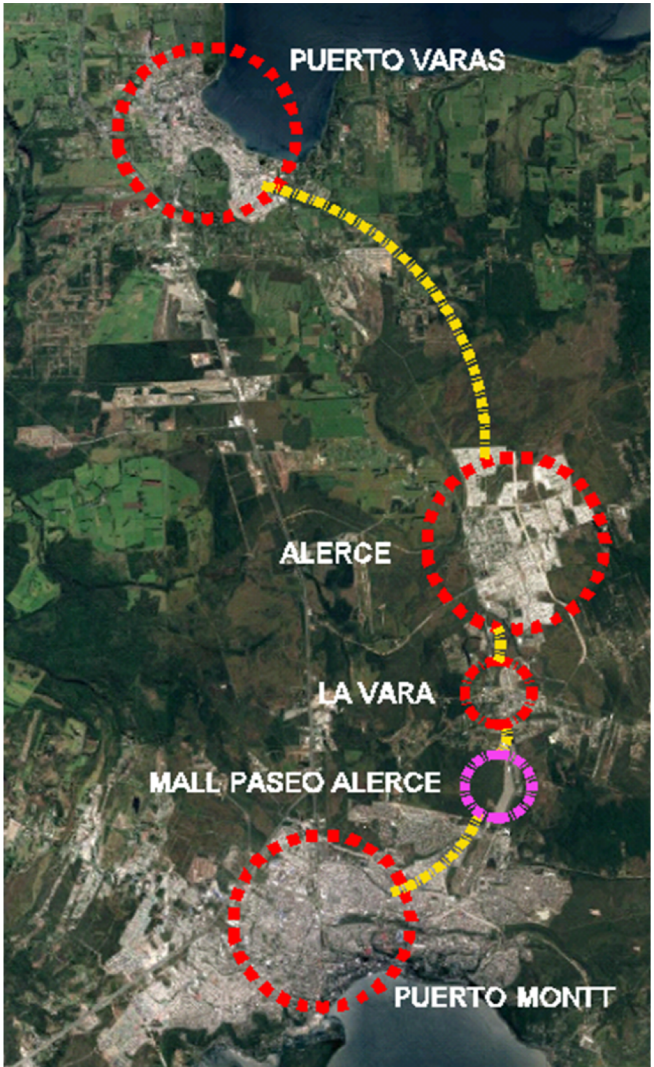 PUERTO VARAS
ALERCE
LA VARA
MALL PASEO ALERCE
PUERTO MONTT